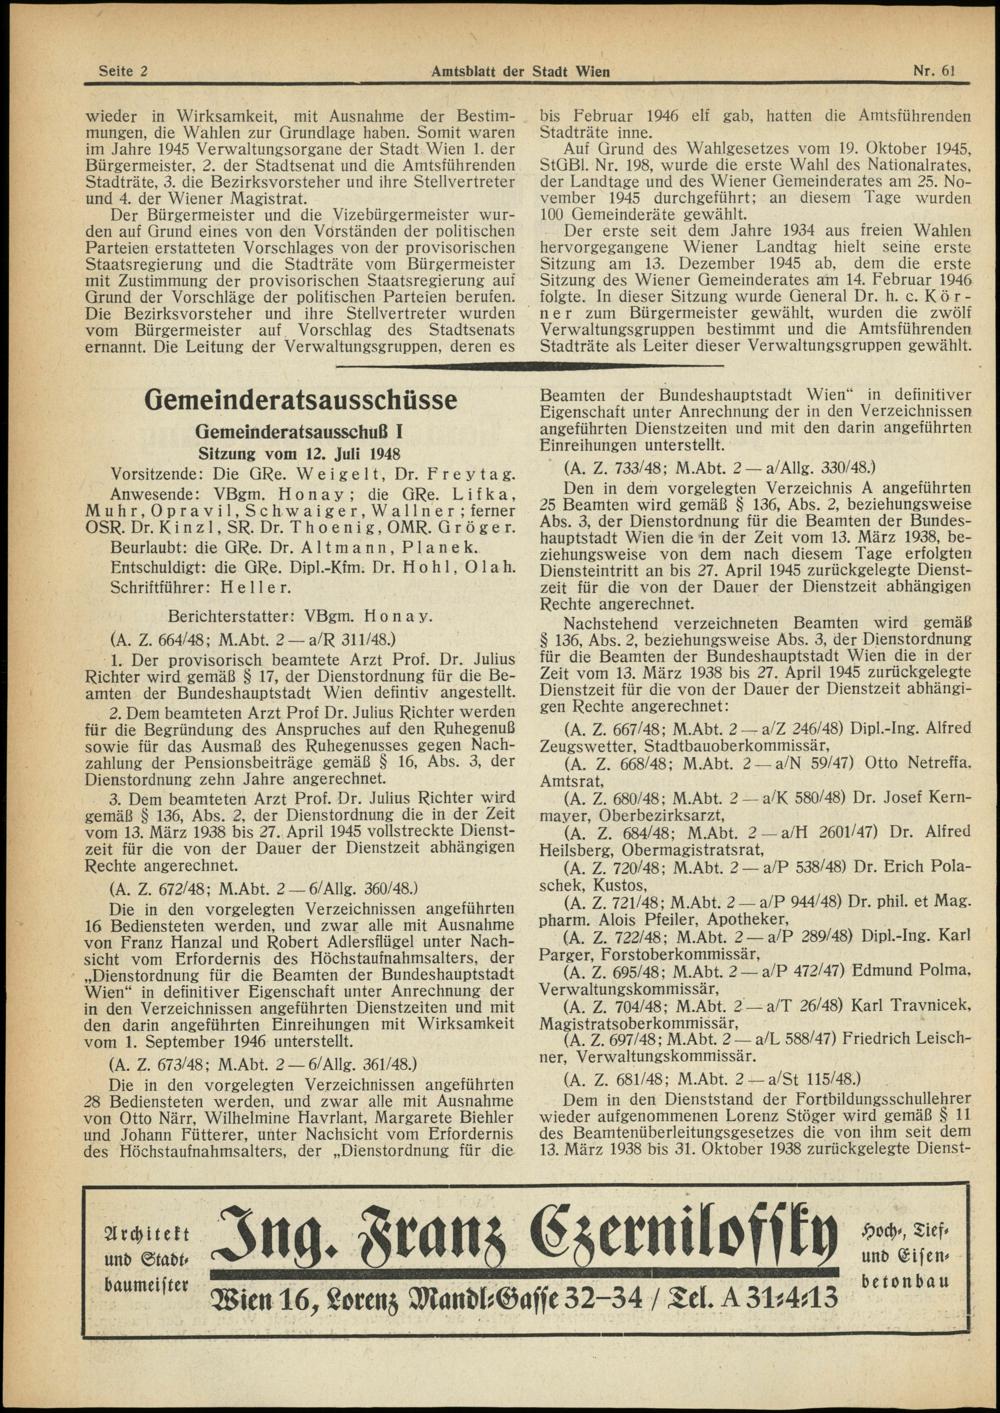 Seite 2
Amtsblatt der Stadt Wien
Nr. 61
wieder in Wirksamkeit, mit Ausnahme der Bestim-
mungen, die Wahlen zur Grundlage haben. Somit waren
im Jahre 1945 Verwaltungsorgane der Stadt Wien 1. der
Bürgermeister, 2. der Stadtsenat und die Amtsführenden
Stadträte, 3. die Bezirksvorsteher und ihre Stellvertreter
und 4. der Wiener Magistrat.
Der Bürgermeister und die Vizebürgermeister wur-
den auf Grund eines von den Vorständen der politischen
Parteien erstatteten Vorschlages von der provisorischen
Staatsregierung und die Stadträte vom Bürgermeister
mit Zustimmung der provisorischen Staatsregierung auf
Grund der Vorschläge der politischen Parteien berufen.
Die Bezirksvorsteher und ihre Stellvertreter wurden
vom Bürgermeister auf Vorschlag des Stadtsenats
ernannt. Die Leitung der Verwaltungsgruppen, deren es
bis Februar 1946 elf gab, hatten die Amtsführenden
Stadträte inne.
Auf Grund des Wahlgesetzes vom 19. Oktober 1945,
StGBl. Nr. 198, wurde die erste Wahl des Nationalrates,
der Landtage und des Wiener Gemeinderates am 25. No-
vember 1945 durchgeführt; an diesem Tage wurden
100 Gemeinderäte gewählt.
Der erste seit dem Jahre 1934 aus freien Wahlen
hervorgegangene Wiener Landtag hielt seine erste
Sitzung am 13. Dezember 1945 ab, dem die erste
Sitzung des Wiener Gemeinderates am 14. Februar 1946
folgte. In dieser Sitzung wurde General Dr. h. c. Kör-
ner zum Bürgermeister gewählt, wurden die zwölf
Verwaltungsgruppen bestimmt und die Amtsführenden
Stadträte als Leiter dieser Verwaltungsgruppen gewählt.
Gemeinderatsausschüsse
Gemeinderatsausschuß I
Sitzung vom 12. Juli 1948
Vorsitzende: Die GRe. Weigelt, Dr. Freytag.
Anwesende: VBgm. Honay; die GRe. Lifka,
Muhr, Opravil, Schwaiger, Wallner; ferner
OSR. Dr. Kinzl, SR. Dr. Thoenig, OMR. Gröger.
Beurlaubt: die GRe. Dr. Altmann, Planek.
Entschuldigt: die GRe. Dipl.-Kfm. Dr. Hohl, Olah.
Schriftführer: Heller.
Berichterstatter: VBgm. Honay.
(A. Z. 664/48; M.Abt. 2 — a/R 311/48.)
1. Der provisorisch beamtete Arzt Prof. Dr. Julius
Richter wird gemäß § 17, der Dienstordnung für die Be-
amten der Bundeshauptstadt Wien defintiv angestellt.
2. Dem beamteten Arzt Prof Dr. Julius Richter werden
für die Begründung des Anspruches auf den Ruhegenuß
sowie für das Ausmaß des Ruhegenusses gegen Nach-
zahlung der Pensionsbeiträge gemäß § 16, Abs. 3, der
Dienstordnung zehn Jahre angerechnet.
3. Dem beamteten Arzt Prof. Dr. Julius Richter wird
gemäß § 136, Abs. 2, der Dienstordnung die in der Zeit
vom 13. März 1938 bis 27. April 1945 vollstreckte Dienst-
zeit für die von der Dauer der Dienstzeit abhängigen
Rechte angerechnet.
(A. Z. 672/48; M.Abt. 2 — 6/Allg. 360/48.)
Die in den vorgelegten Verzeichnissen angeführten
16 Bediensteten werden, und zwar alle mit Ausnahme
von Franz Hanzal und Robert Adlersflügel unter Nach-
sicht vom Erfordernis des Höchstaufnahmsalters, der
„Dienstordnung für die Beamten der Bundeshauptstadt
Wien“ in definitiver Eigenschaft unter Anrechnung der
in den Verzeichnissen angeführten Dienstzeiten und mit
den darin angeführten Einreihungen mit Wirksamkeit
vom 1. September 1946 unterstellt.
(A. Z. 673/48; M.Abt. 2 — 6/Allg. 361/48.)
Die in den vorgelegten Verzeichnissen angeführten
28 Bediensteten werden, und zwar alle mit Ausnahme
von Otto Närr, Wilhelmine Havrlant, Margarete Biehler
und Johann Fütterer, unter Nachsicht vom Erfordernis
des Höchstaufnahmsalters, der „Dienstordnung für die
Beamten der Bundeshauptstadt Wien“ in definitiver
Eigenschaft unter Anrechnung der in den Verzeichnissen
angeführten Dienstzeiten und mit den darin angeführten
Einreihungen unterstellt.
(A. Z. 733/48; M.Abt. 2 — a/Allg. 330/48.)
Den in dem vorgelegten Verzeichnis A angeführten
25 Beamten wird gemäß § 136, Abs. 2, beziehungsweise
Abs. 3, der Dienstordnung für die Beamten der Bundes-
hauptstadt Wien die in der Zeit vom 13. März 1938, be-
ziehungsweise von dem nach diesem Tage erfolgten
Diensteintritt an bis 27. April 1945 zurückgelegte Dienst-
zeit für die von der Dauer der Dienstzeit abhängigen
Rechte angerechnet.
Nachstehend verzeichneten Beamten wird gemäß
§ 136, Abs. 2, beziehungsweise Abs. 3, der Dienstordnung
für die Beamten der Bundeshauptstadt Wien die in der
Zeit vom 13. März 1938 bis 27. April 1945 zurückgelegte
Dienstzeit für die von der Dauer der Dienstzeit abhängi-
gen Rechte angerechnet:
(A. Z. 667/48; M.Abt. 2 — a/Z 246/48) Dipl.-Ing. Alfred
Zeugswetter, Stadtbauoberkommissär,
(A. Z. 668/48; M.Abt. 2 — a/N 59/47) Otto Netreffa.
Amtsrat,
(A. Z. 680/48; M.Abt. 2 — a/K 580/48) Dr. Josef Kern-
mayer, Oberbezirksarzt,
(A. Z. 684/48; M.Abt. 2 — a/H 2601/47) Dr. Alfred
Heilsberg, Obermagistratsrat,
(A. Z. 720/48; M.Abt. 2 — a/P 538/48) Dr. Erich Pola-
schek, Kustos,
(A. Z. 721/48; M.Abt. 2 — a/P 944/48) Dr. phil. et Mag.
pharm. Alois Pfeiler, Apotheker,
(A. Z. 722/48; M.Abt. 2 — a/P 289/48) Dipl.-Ing. Karl
Parger, Forstoberkommissär,
(A. Z. 695/48; M.Abt. 2 — a/P 472/47) Edmund Polma,
Verwaltungskommissär,
(A. Z. 704/48; M.Abt. 2 — a/T 26/48) Karl Travnicek,
Magistratsoberkommissär,
(A. Z. 697/48; M.Abt. 2 — a/L 588/47) Friedrich Leisch-
ner, Verwaltungskommissär.
(A. Z. 681/48; M.Abt. 2 — a/St 115/48.)
Dem in den Dienststand der Fortbildungsschullehrer
wieder aufgenommenen Lorenz Stöger wird gemäß § 11
des Beamtenüberleitungsgesetzes die von ihm seit dem
13. März 1938 bis 31. Oktober 1938 zurückgelegte Dienst-
Architekt
und Stadt-
baumeister
Ing. Franz Czernilofsky
Wien 16, Lorenz Mandl-Gasse 32–34 / Tel. A 31-4-13
Hoch-, Tief-
und Eisen-
betonbau